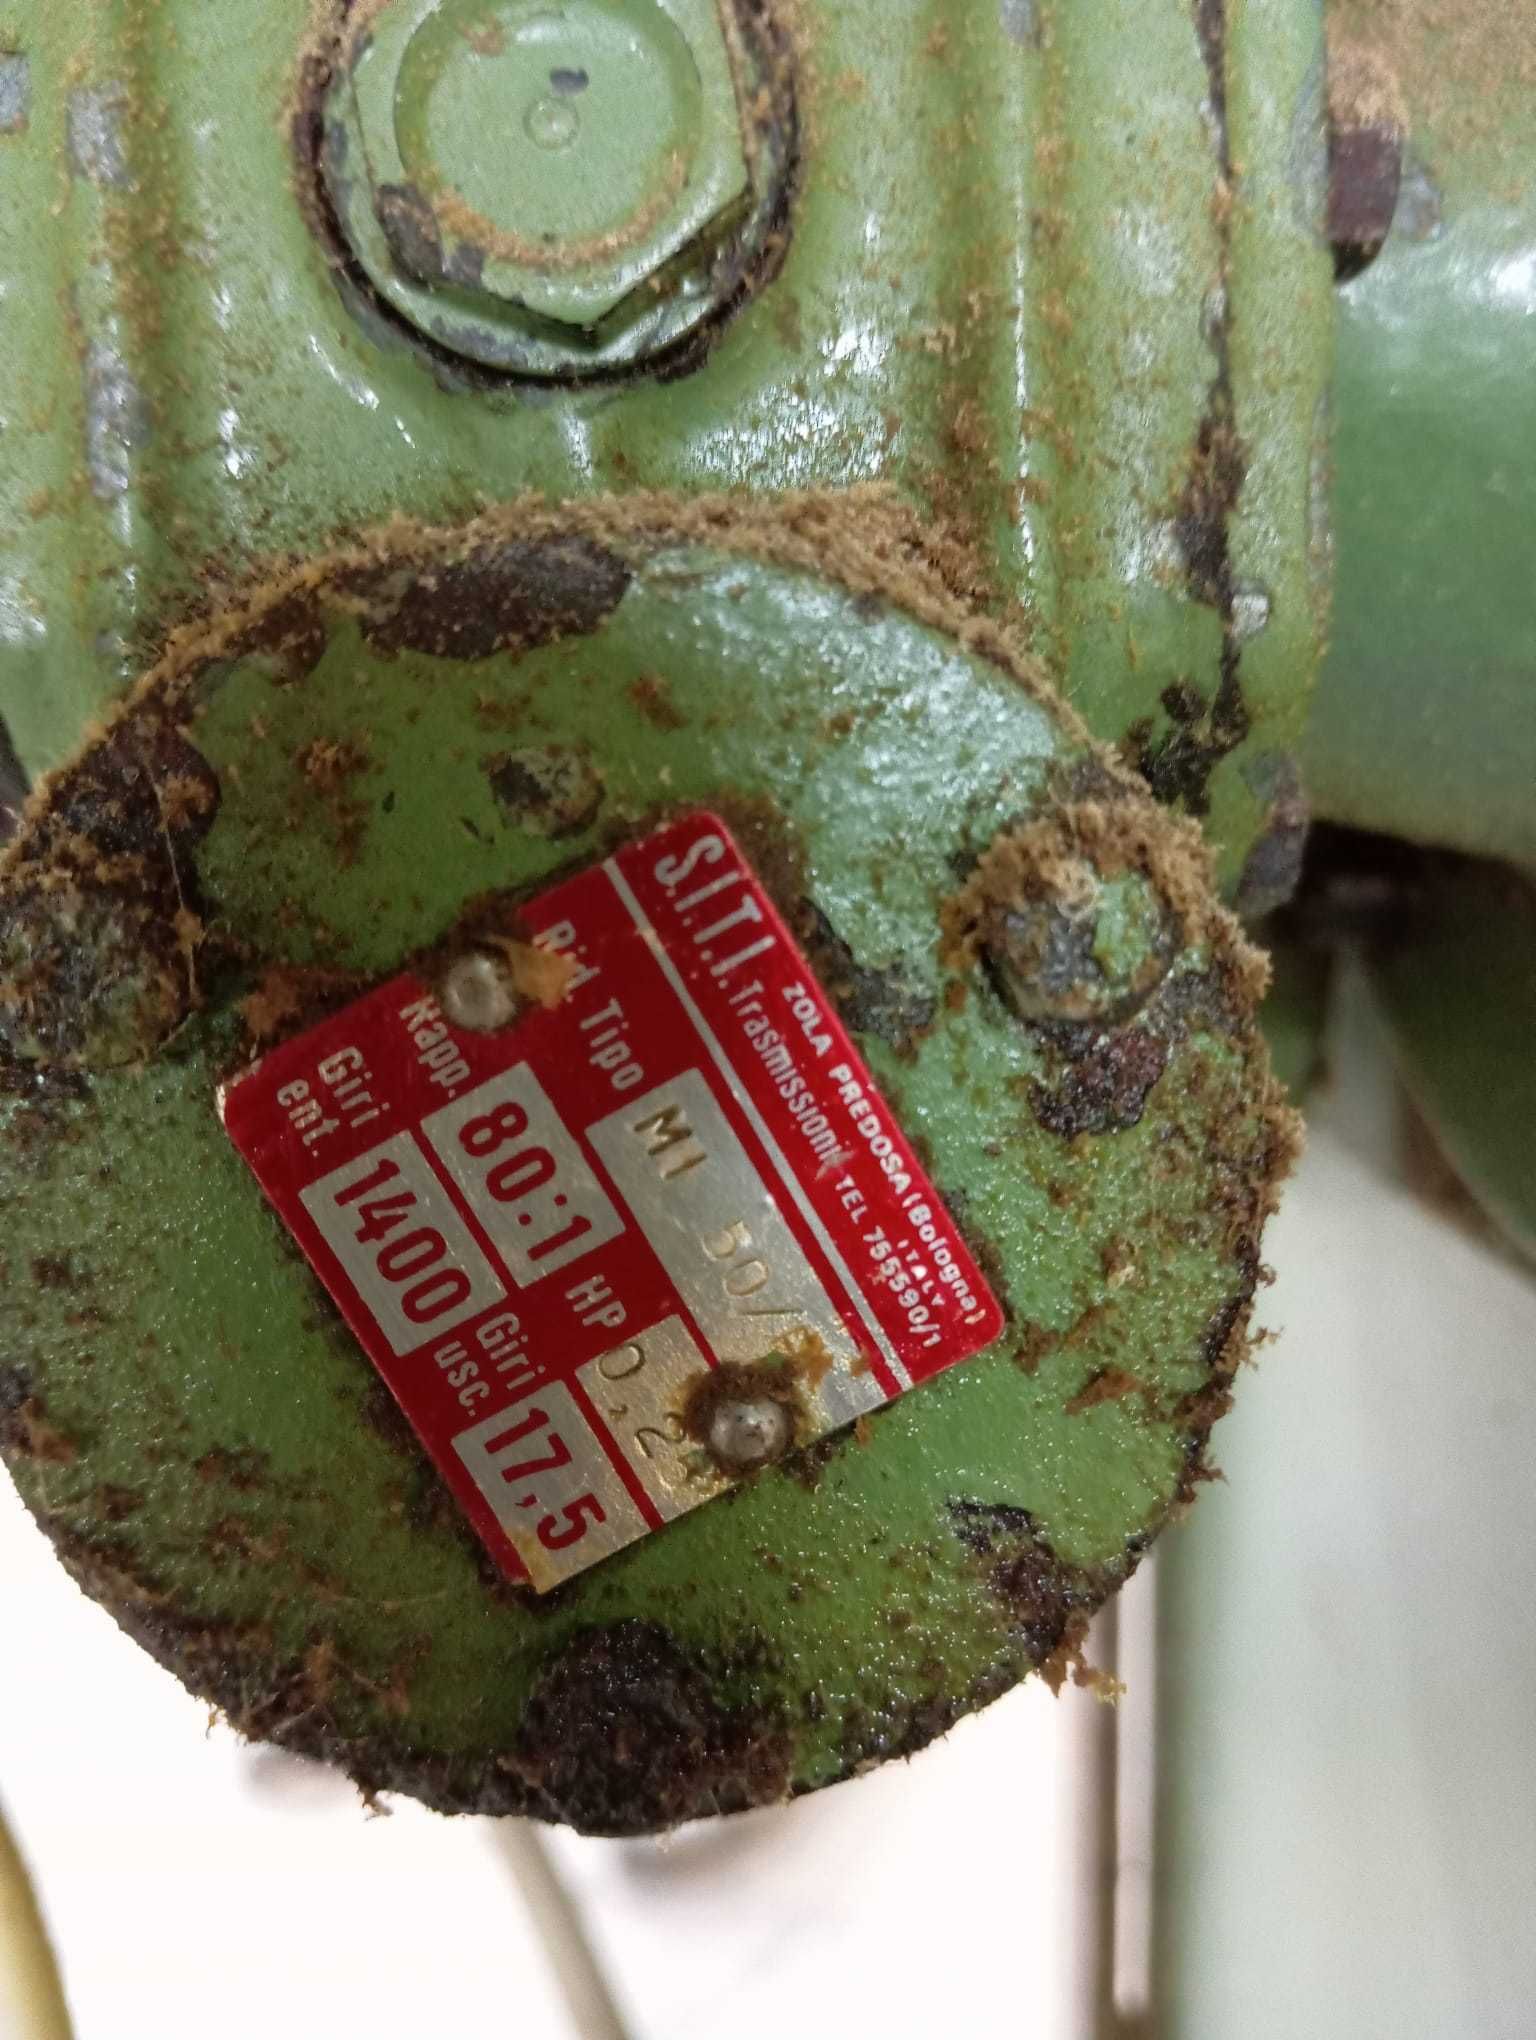 S.I.T.I. Trasmissioni
ZOLA PREDOSA (Bologna)
ITALY
TEL 755590/1
Rid. Tipo MI 50/
Rapp. 80:1 HP
Giri ent. 1400 Giri usc. 17,5